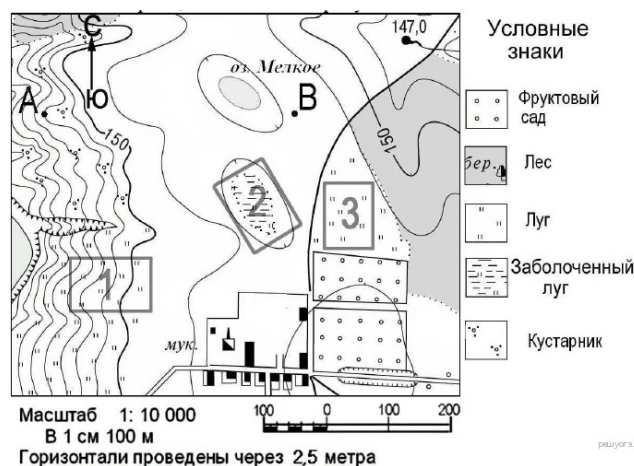 С
147,0
Условные знаки
оз. Мелкое
А
Ю
В
150
150
Фруктовый сад
бер.
Лес
2
3
Луг
1
Заболоченный луг
мук.
Кустарник
Масштаб 1: 10 000
В 1 см 100 м
100 0 100 200
Горизонтали проведены через 2,5 метра
решуогэ.